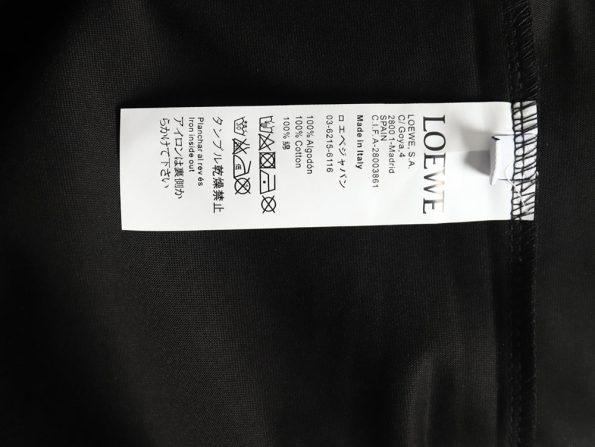 LOEWE
LOEWE, S.A.
C/ Goya,4
28001-Madrid
SPAIN
C.I.F.A-28003861
Made in Italy
ロエベジャパン
03-6215-6116
100% Algodón
100% Cotton
100% 綿
タンブル乾燥禁止
Planchar al revés
Iron inside out
アイロンは裏側か
らかけて下さい